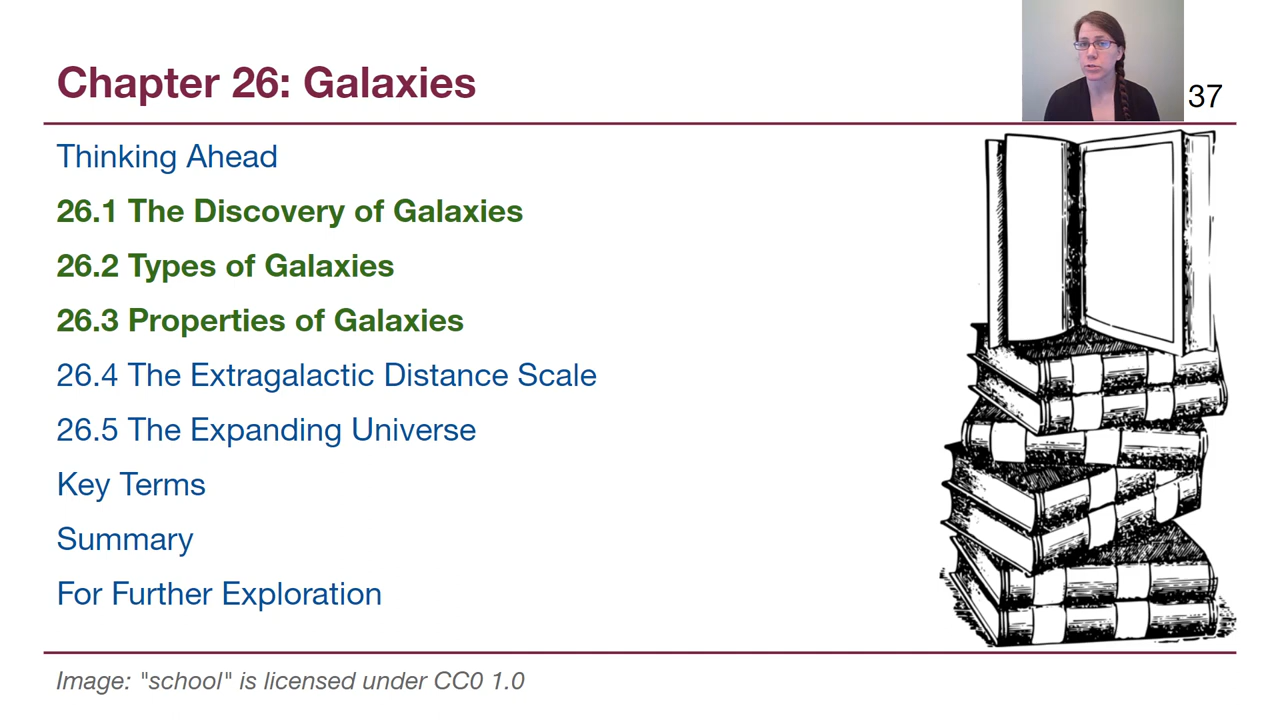 Chapter 26: Galaxies
37
Thinking Ahead
26.1 The Discovery of Galaxies
26.2 Types of Galaxies
26.3 Properties of Galaxies
26.4 The Extragalactic Distance Scale
26.5 The Expanding Universe
Key Terms
Summary
For Further Exploration
Image: "school" is licensed under CC0 1.0